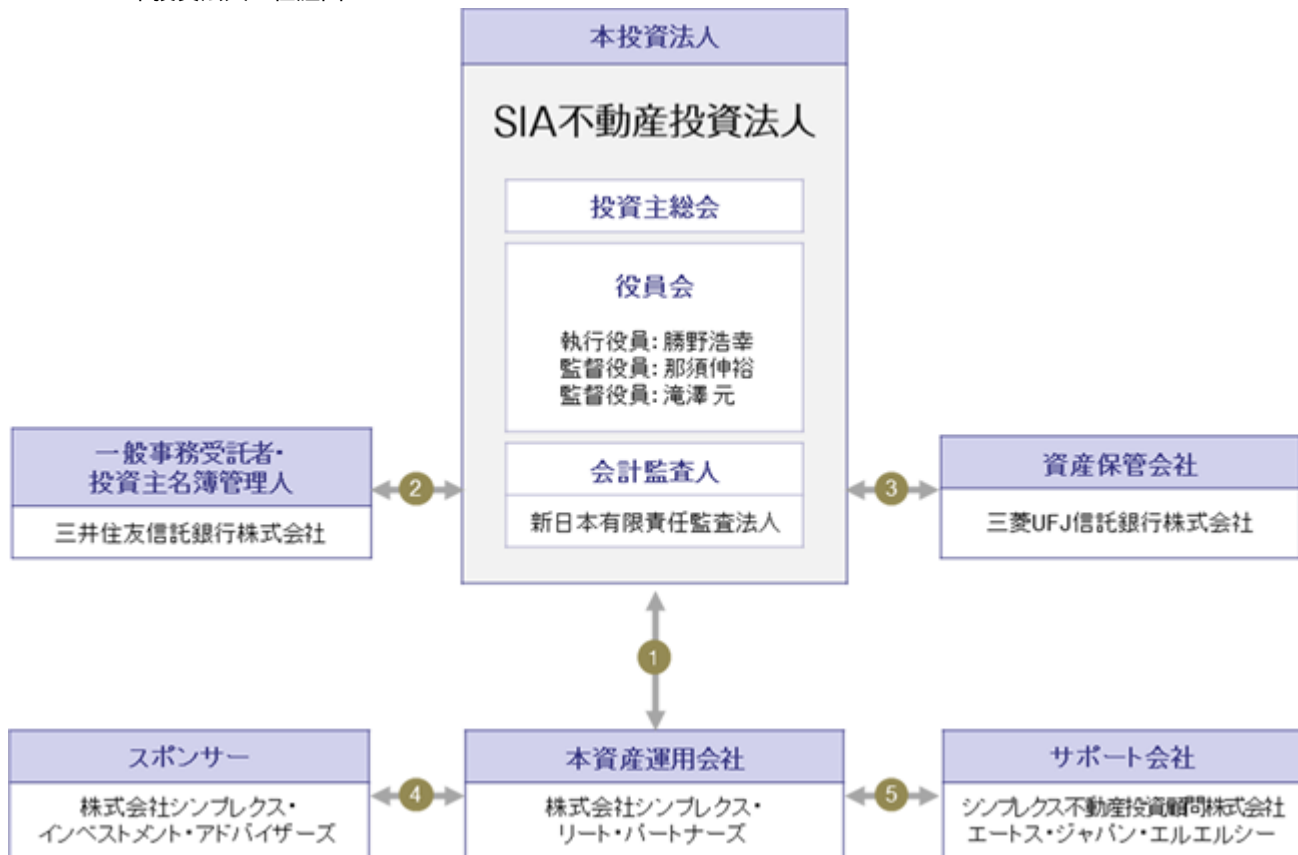 本投資法人
SIA不動産投資法人
投資主総会
役員会
執行役員：勝野浩幸
監督役員：那須伸裕
監督役員：滝澤 元
一般事務受託者・
投資主名簿管理人
三井住友信託銀行株式会社
2
会計監査人
新日本有限責任監査法人
3
資産保管会社
三菱UFJ信託銀行株式会社
1
スポンサー
株式会社シンプレクス・
インベストメント・アドバイザーズ
4
本資産運用会社
株式会社シンプレクス・
リート・パートナーズ
5
サポート会社
シンプレクス不動産投資顧問株式会社
エートス・ジャパン・エルエルシー